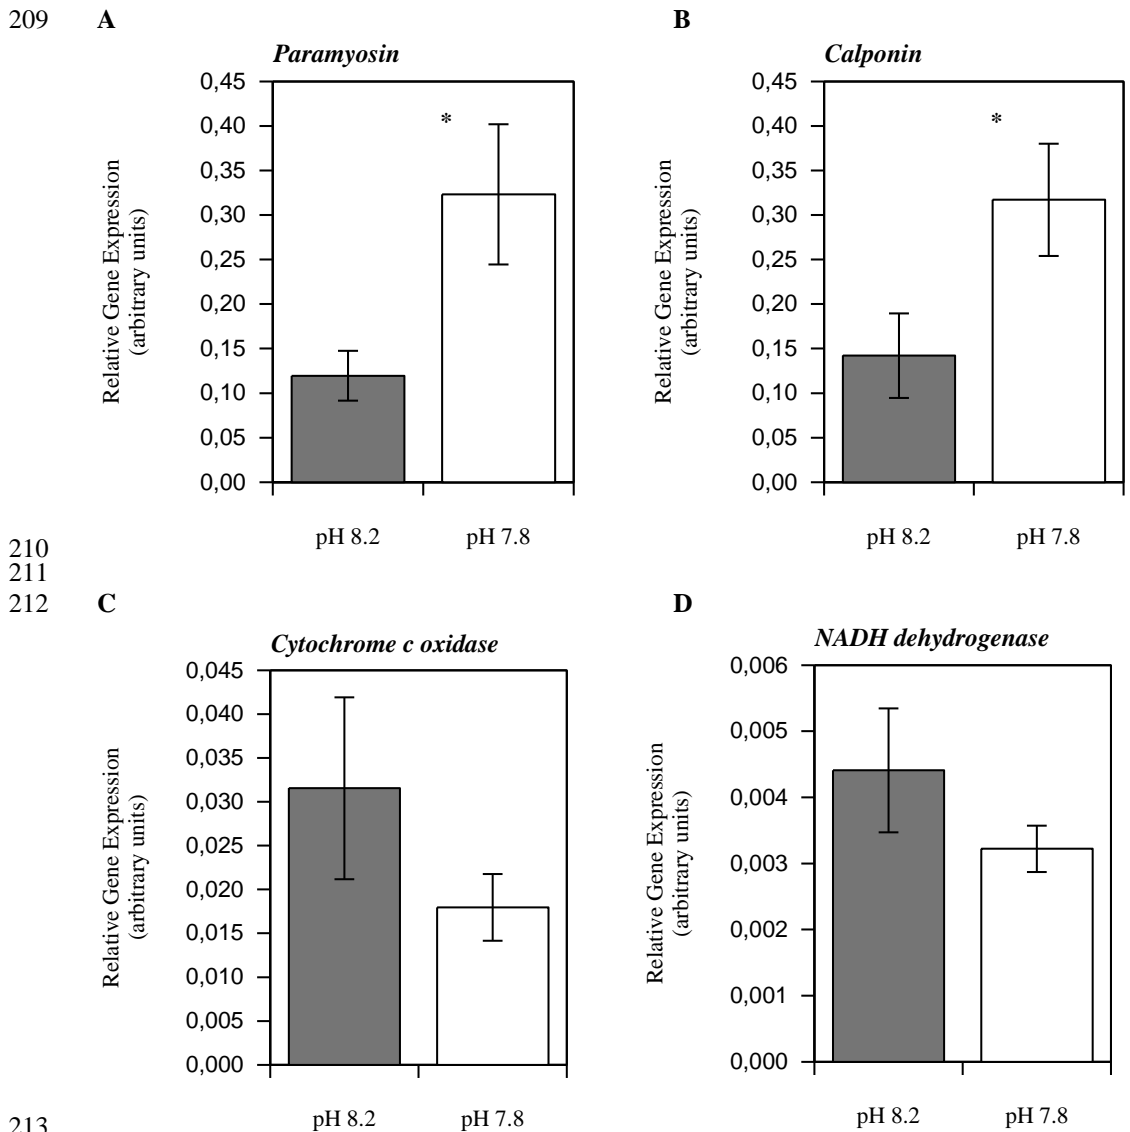 209
A
B
Paramyosin
Calponin
0,45
0,40
0,35
0,30
0,25
0,20
0,15
0,10
0,05
0,00
Relative Gene Expression
(arbitrary units)
*
pH 8.2
pH 7.8
0,45
0,40
0,35
0,30
0,25
0,20
0,15
0,10
0,05
0,00
Relative Gene Expression
(arbitrary units)
*
pH 8.2
pH 7.8
210
211
212
C
D
Cytochrome c oxidase
NADH dehydrogenase
0,045
0,040
0,035
0,030
0,025
0,020
0,015
0,010
0,005
0,000
Relative Gene Expression
(arbitrary units)
pH 8.2
pH 7.8
0,006
0,005
0,004
0,003
0,002
0,001
0,000
Relative Gene Expression
(arbitrary units)
pH 8.2
pH 7.8
213